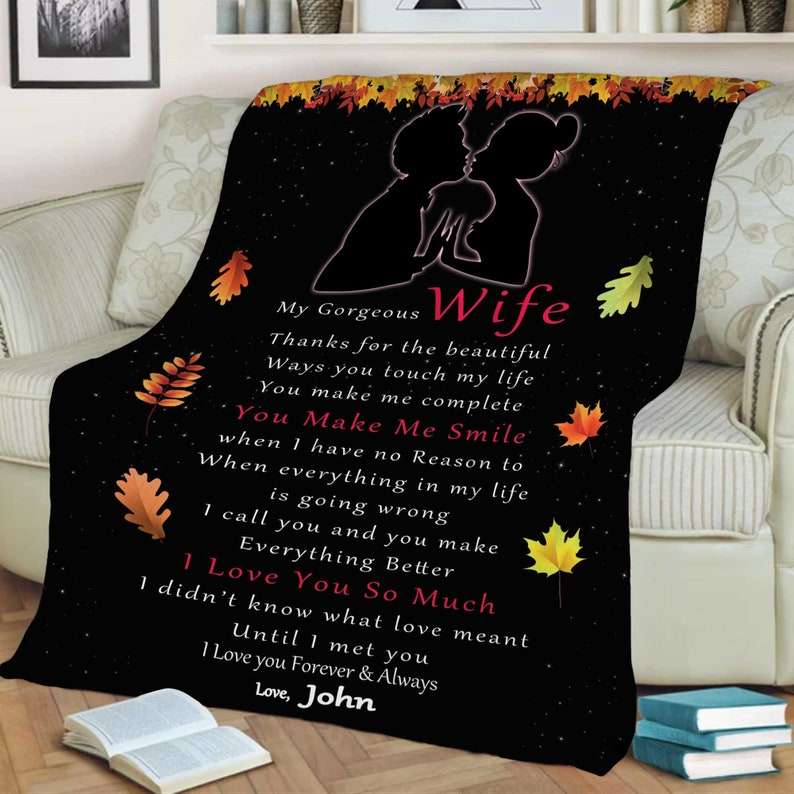 My Gorgeous Wife
Thanks for the beautiful
Ways you touch my life
You make me complete
You Make Me Smile
when I have no Reason to
When everything in my life
is going wrong
I call you and you make
Everything Better
I Love You So Much
I didn't know what love meant
Until I met you
I Love you Forever & Always
Love, John